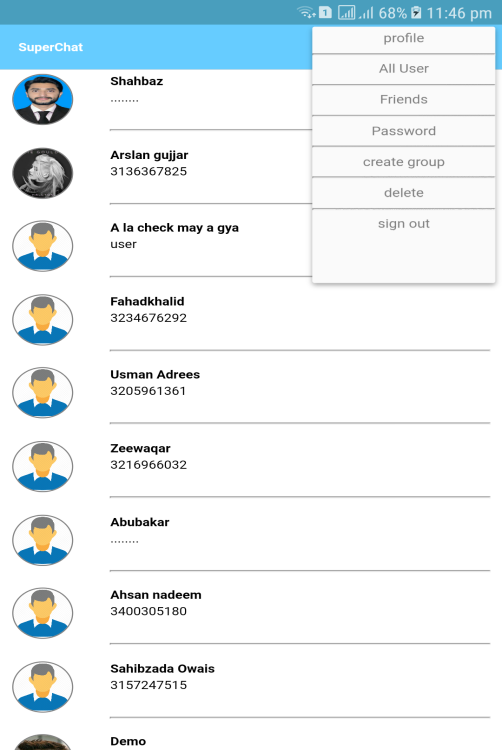 1 68% 11:46 pm
SuperChat
profile
All User
Friends
Password
create group
delete
sign out
Shahbaz
........
Arslan gujjar
3136367825
A la check may a gya
user
Fahadkhalid
3234676292
Usman Adrees
3205961361
Zeewaqar
3216966032
Abubakar
........
Ahsan nadeem
3400305180
Sahibzada Owais
3157247515
Demo